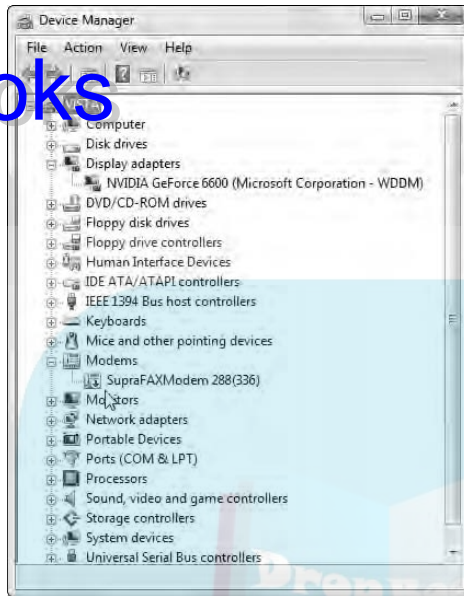 Device Manager
File Action View Help
oks
Computer
Disk drives
Display adapters
NVIDIA GeForce 6600 (Microsoft Corporation - WDDM)
DVD/CD-ROM drives
Floppy disk drives
Floppy drive controllers
Human Interface Devices
IDE ATA/ATAPI controllers
IEEE 1394 Bus host controllers
Keyboards
Mice and other pointing devices
Modems
SupraFAXModem 288(336)
Monitors
Network adapters
Portable Devices
Ports (COM & LPT)
Processors
Sound, video and game controllers
Storage controllers
System devices
Universal Serial Bus controllers